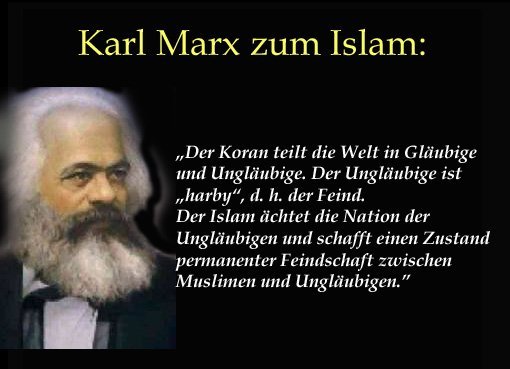 Karl Marx zum Islam:
„Der Koran teilt die Welt in Gläubige
und Ungläubige. Der Ungläubige ist
„harby“, d. h. der Feind.
Der Islam ächtet die Nation der
Ungläubigen und schafft einen Zustand
permanenter Feindschaft zwischen
Muslimen und Ungläubigen.”